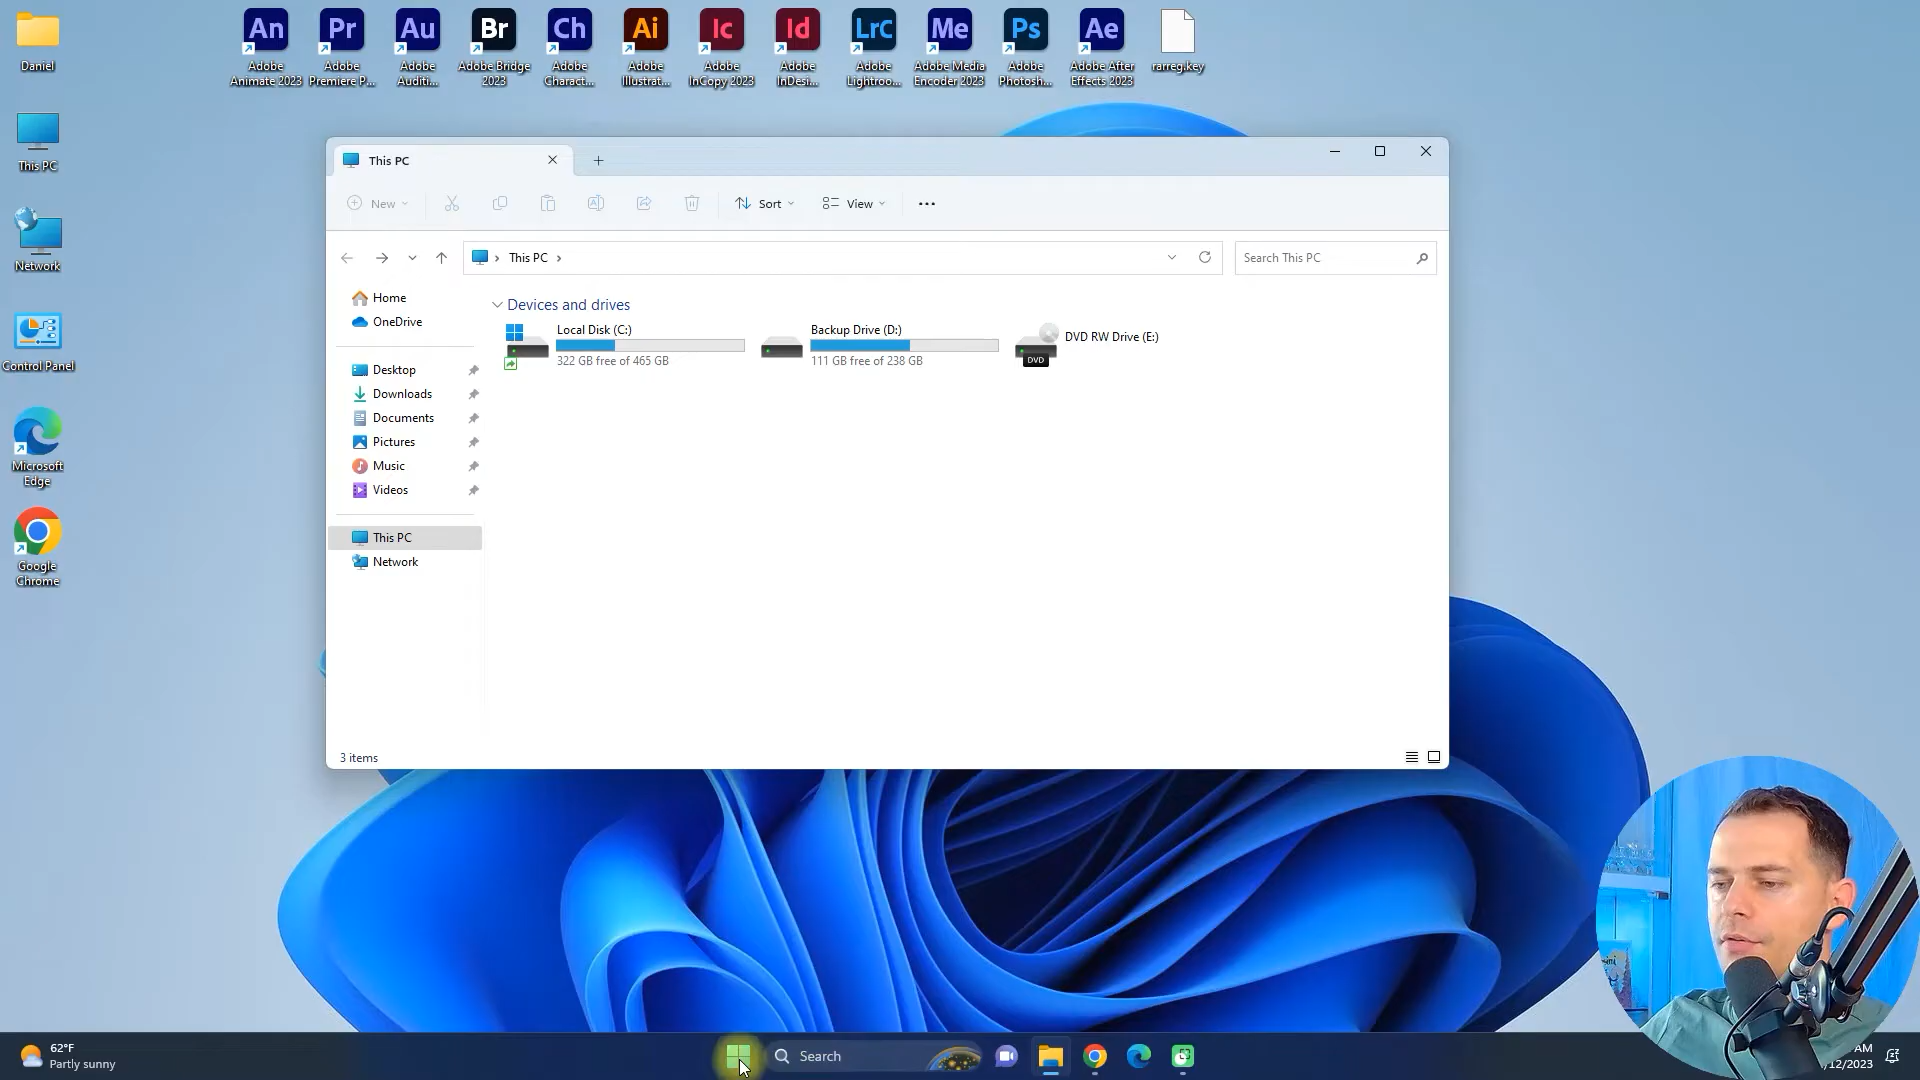 Daniel
This PC
Network
Control Panel
Microsoft
Edge
Google
Chrome
An
Adobe
Animate 2023
Pr
Adobe
Premiere P...
Au
Adobe
Auditi...
Br
Adobe Bridge
2023
Ch
Adobe
Charact...
Ai
Adobe
Illustrat...
Ic
Adobe
InCopy 2023
Id
Adobe
InDesi...
LrC
Adobe
Lightroo...
Me
Adobe Media
Encoder 2023
Ps
Adobe
Photosh...
Ae
Adobe After
Effects 2023
rarreg.key
This PC
New
Sort
View
This PC
Search This PC
Home
OneDrive
Desktop
Downloads
Documents
Pictures
Music
Videos
This PC
Network
Devices and drives
Local Disk (C:)
322 GB free of 465 GB
Backup Drive (D:)
111 GB free of 238 GB
DVD
DVD RW Drive (E:)
3 items
62°F
Partly sunny
Search
AM
/12/2023